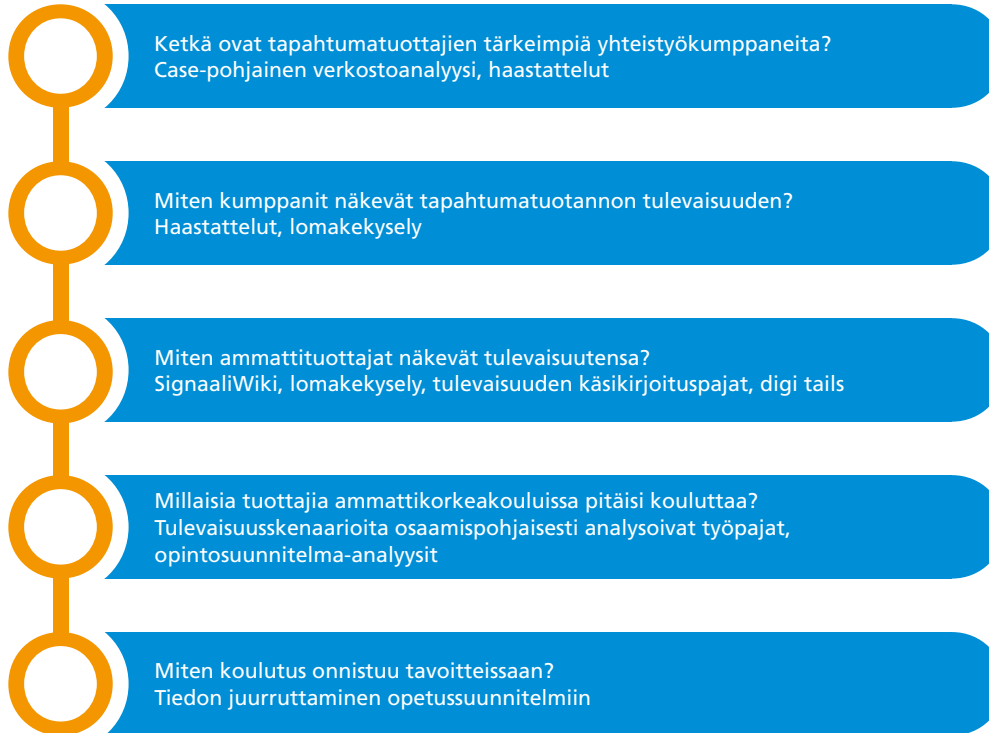 Ketkä ovat tapahtumatuottajien tärkeimpiä yhteistyökumppaneita?
Case-pohjainen verkostoanalyysi, haastattelut
Miten kumppanit näkevät tapahtumatuotannon tulevaisuuden?
Haastattelut, lomakekysely
Miten ammattituottajat näkevät tulevaisuutensa?
SignaaliWiki, lomakekysely, tulevaisuuden käsikirjoituspajat, digi tails
Millaisia tuottajia ammattikorkeakouluissa pitäisi kouluttaa?
Tulevaisuusskenaarioita osaamispohjaisesti analysoivat työpajat,
opintosuunnitelma-analyysit
Miten koulutus onnistuu tavoitteissaan?
Tiedon juurruttaminen opetussuunnitelmiin